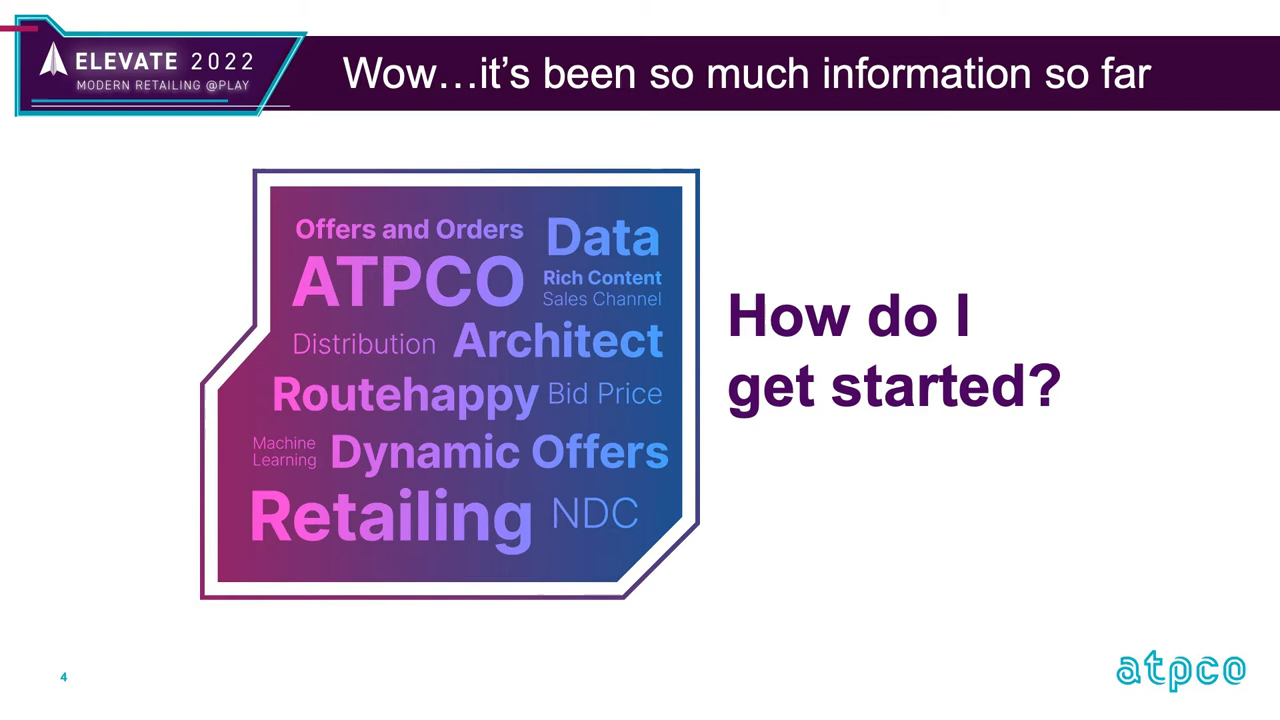 ELEVATE 2022
MODERN RETAILING @PLAY
Wow…it’s been so much information so far
Offers and Orders
Data
ATPCO
Rich Content
Sales Channel
Distribution
Architect
Routehappy
Bid Price
Machine
Learning
Dynamic Offers
Retailing
NDC
How do I
get started?
4
atpco